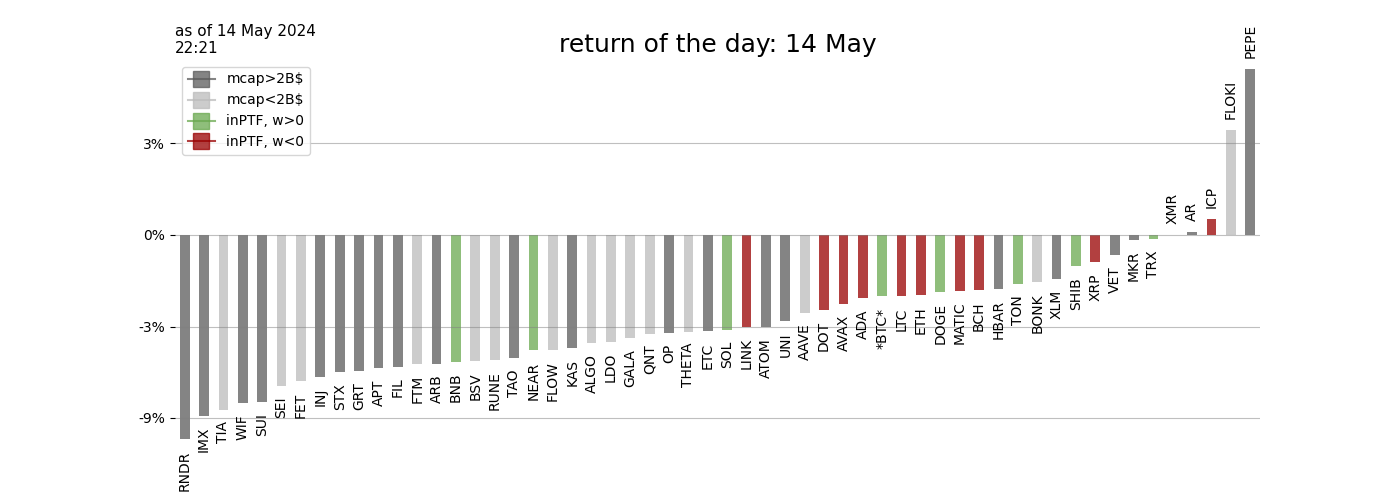 as of 14 May 2024
22:21
return of the day: 14 May
mcap>2B$
mcap<2B$
inPTF, w>0
inPTF, w<0
3%
0%
-3%
-9%
RNDR
IMX
TIA
WIF
SUI
SEI
FET
INJ
STX
GRT
APT
FIL
FTM
ARB
BNB
BSV
RUNE
TAO
NEAR
FLOW
KAS
ALGO
LDO
GALA
QNT
OP
THETA
ETC
SOL
LINK
ATOM
UNI
AAVE
DOT
AVAX
ADA
*BTC*
LTC
ETH
DOGE
MATIC
BCH
HBAR
TON
BONK
XLM
SHIB
XRP
VET
MKR
TRX
XMR
AR
ICP
FLOKI
PEPE